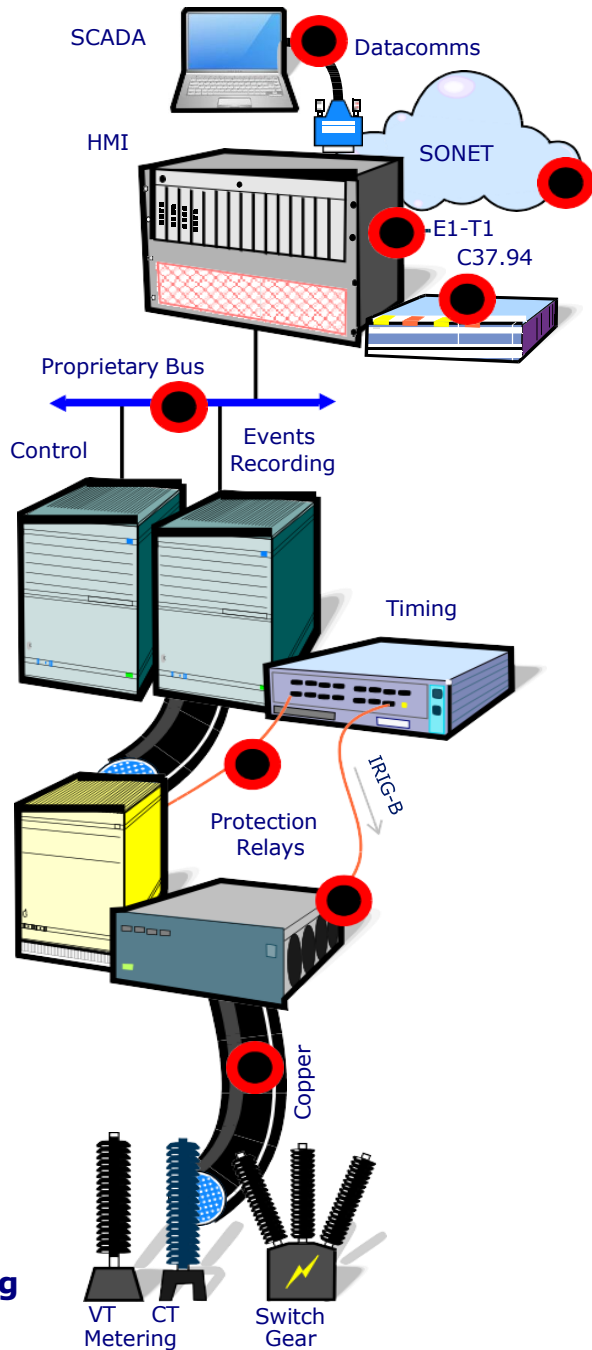 SCADA
Datacomms
HMI
SONET
E1-T1
C37.94
Proprietary Bus
Control
Events
Recording
Timing
IRIG-B
Protection
Relays
Copper
g
VT CT
Metering
Switch
Gear